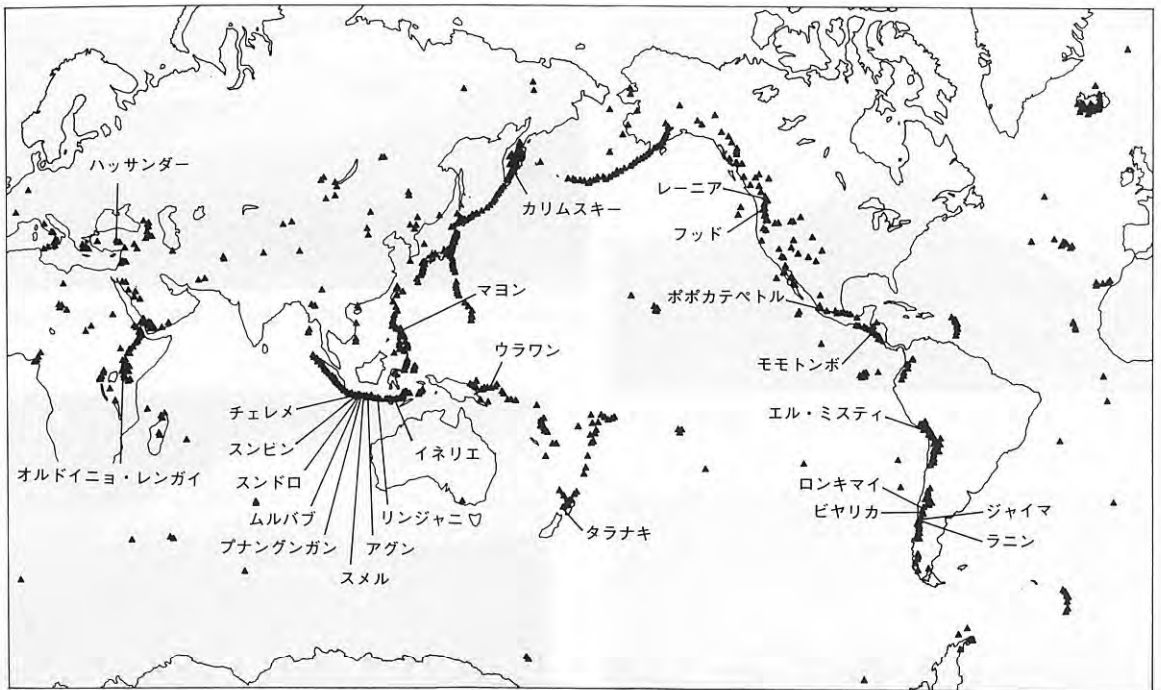 ハッサンダー
カリムスキー
レーニア
フッド
マヨン
ポポカテペトル
ウラワン
モモトンボ
チェレメ
エル・ミスティ
スンビン
イネリエ
オルドイニョ・レンガイ
スンドロ
ロンキマイ
ムルバブ
リンジャニ
ビヤリカ
ジャイマ
タラナキ
プナングンガン
アグン
ラニン
スメル